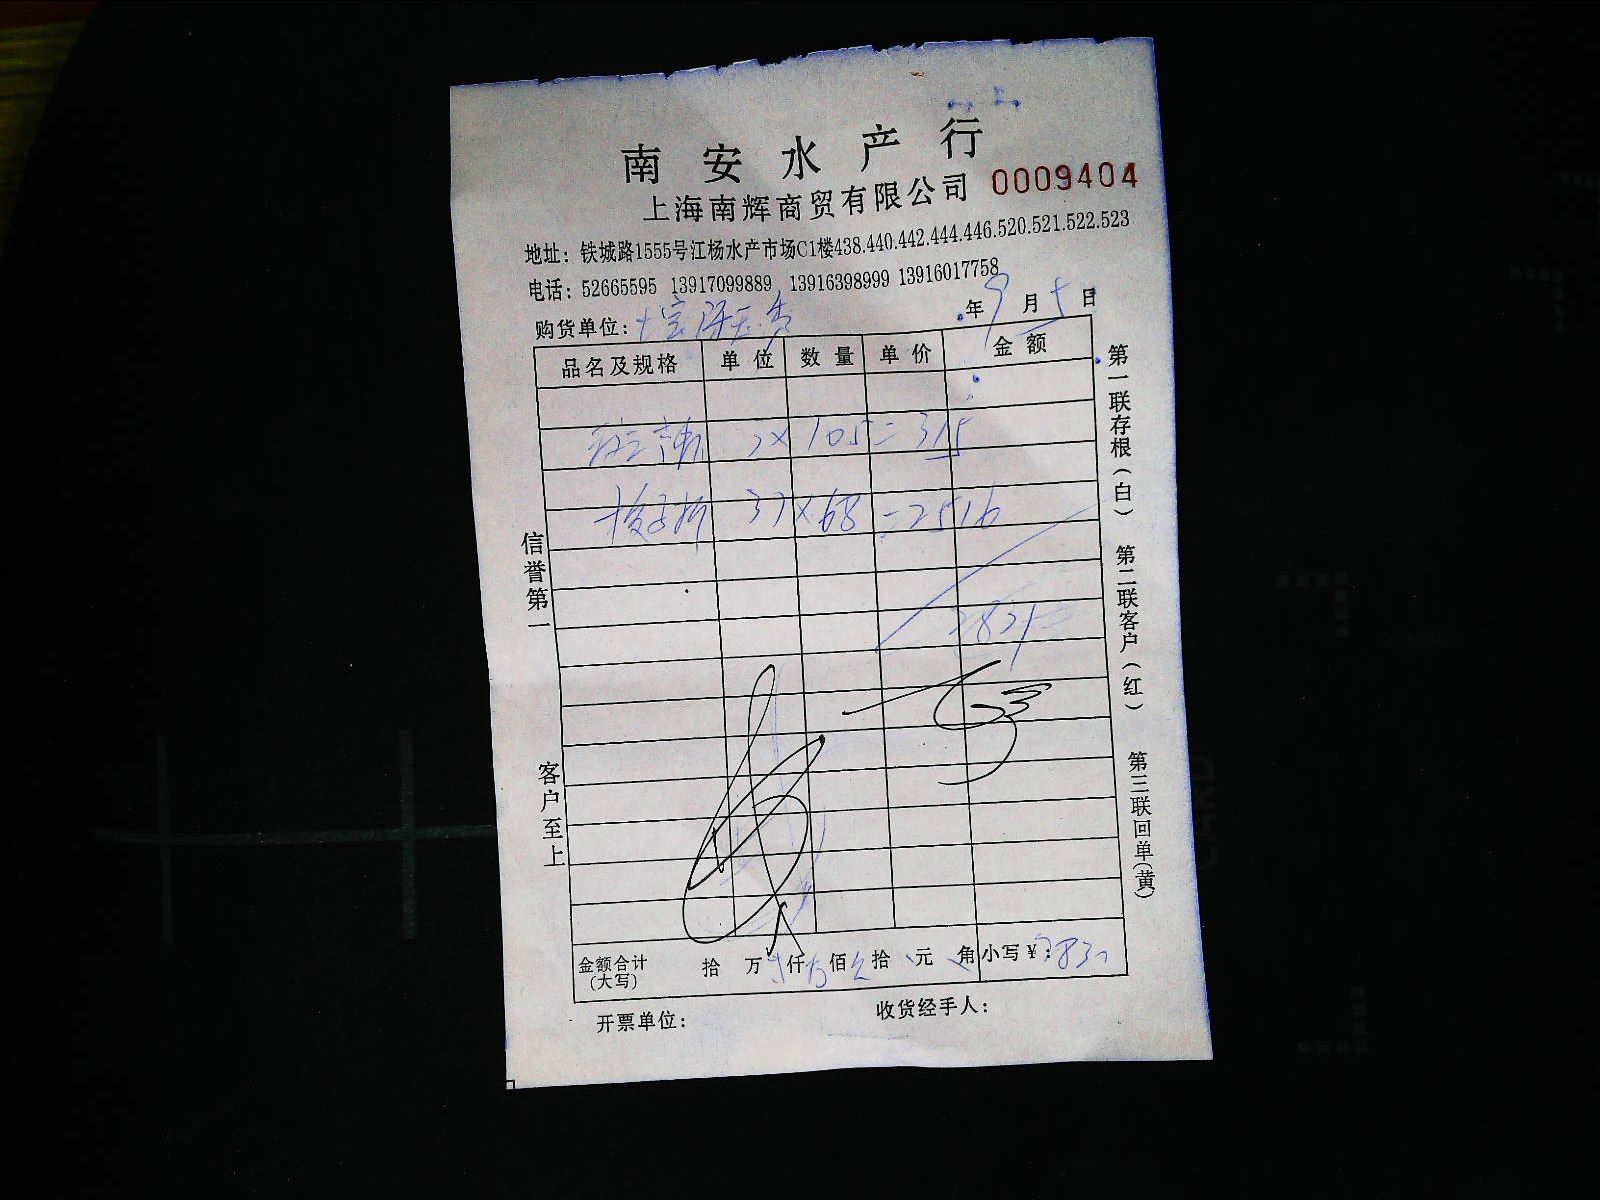 南安水产行
上海南辉商贸有限公司 0009404
地址：铁城路1555号江杨水产市场C1楼438.440.442.444.446.520.521.522.523
电话：52665595 13917099889 13916398999 13916017758
购货单位： 年 9 月 5 日
品名及规格 单位 数量 单价 金额
3×105=315
37×68=2516
2831
金额合计（大写） 拾 万 仟 佰 拾 元 角 小写￥：2831
开票单位： 收货经手人：
信誉第一
客户至上
第一联存根（白）
第二联客户（红）
第三联回单（黄）